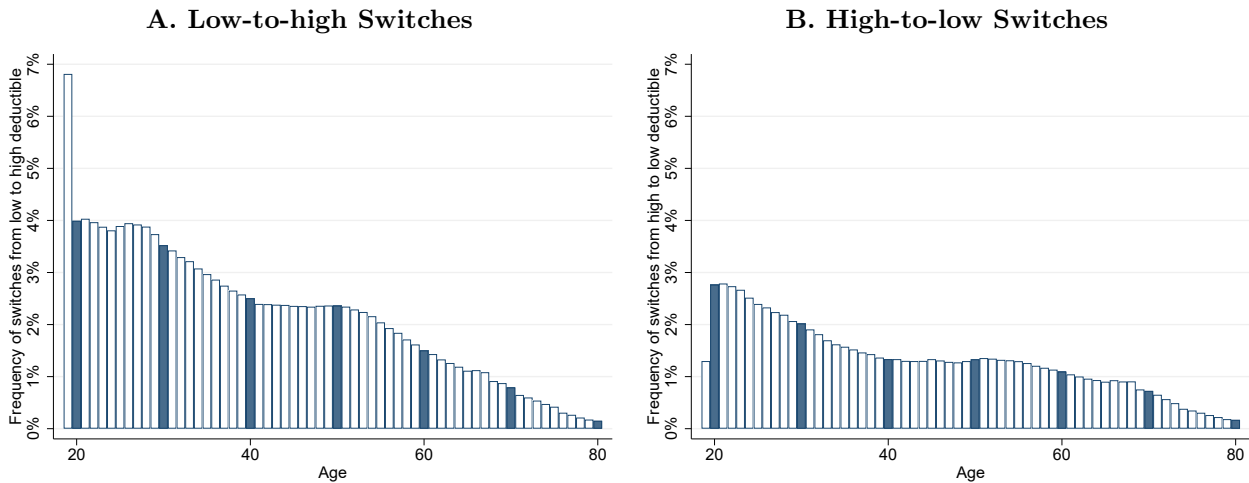 A. Low-to-high Switches
Frequency of switches from low to high deductible
7%
6%
5%
4%
3%
2%
1%
0%
20 40 60 80
Age
B. High-to-low Switches
Frequency of switches from high to low deductible
7%
6%
5%
4%
3%
2%
1%
0%
20 40 60 80
Age